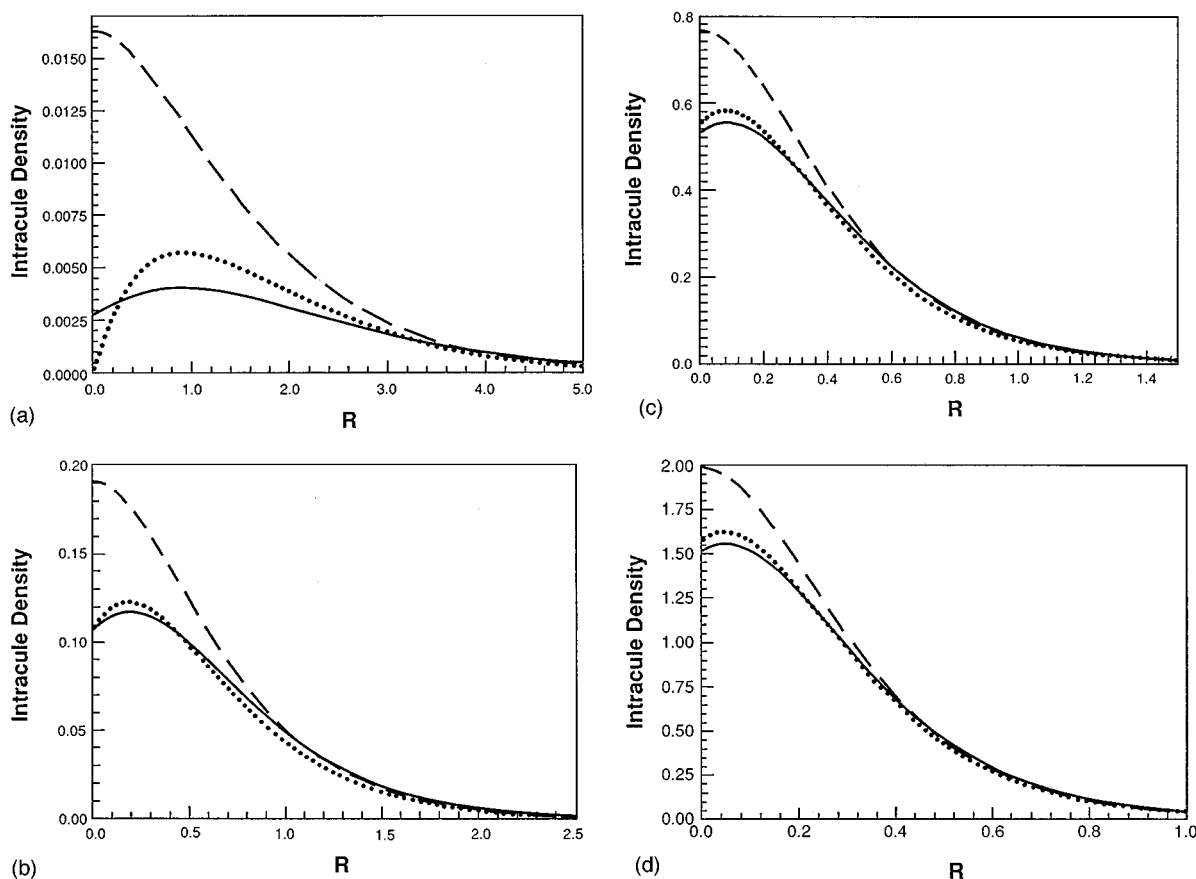 Intracule Density
0.0150
0.0125
0.0100
0.0075
0.0050
0.0025
0.0000
0.0 1.0 2.0 3.0 4.0 5.0
R
(a)
Intracule Density
0.8
0.6
0.4
0.2
0.0
0.0 0.2 0.4 0.6 0.8 1.0 1.2 1.4
R
(c)
Intracule Density
0.20
0.15
0.10
0.05
0.00
0.0 0.5 1.0 1.5 2.0 2.5
R
(b)
Intracule Density
2.00
1.75
1.50
1.25
1.00
0.75
0.50
0.25
0.00
0.0 0.2 0.4 0.6 0.8 1.0
R
(d)